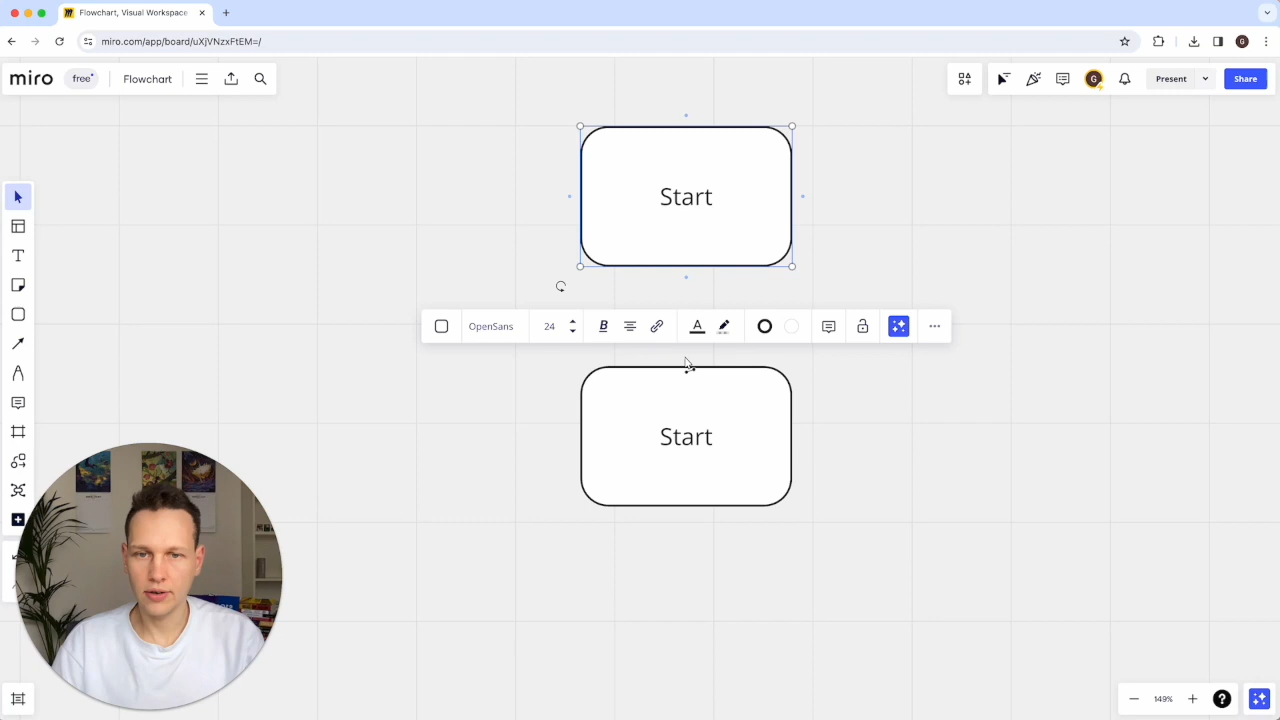 Flowchart, Visual Workspace
miro.com/app/board/uXjVNzxFtEM=/
G
miro
free
Flowchart
G
Present
Share
Start
OpenSans
24
B
A
Start
149%
?